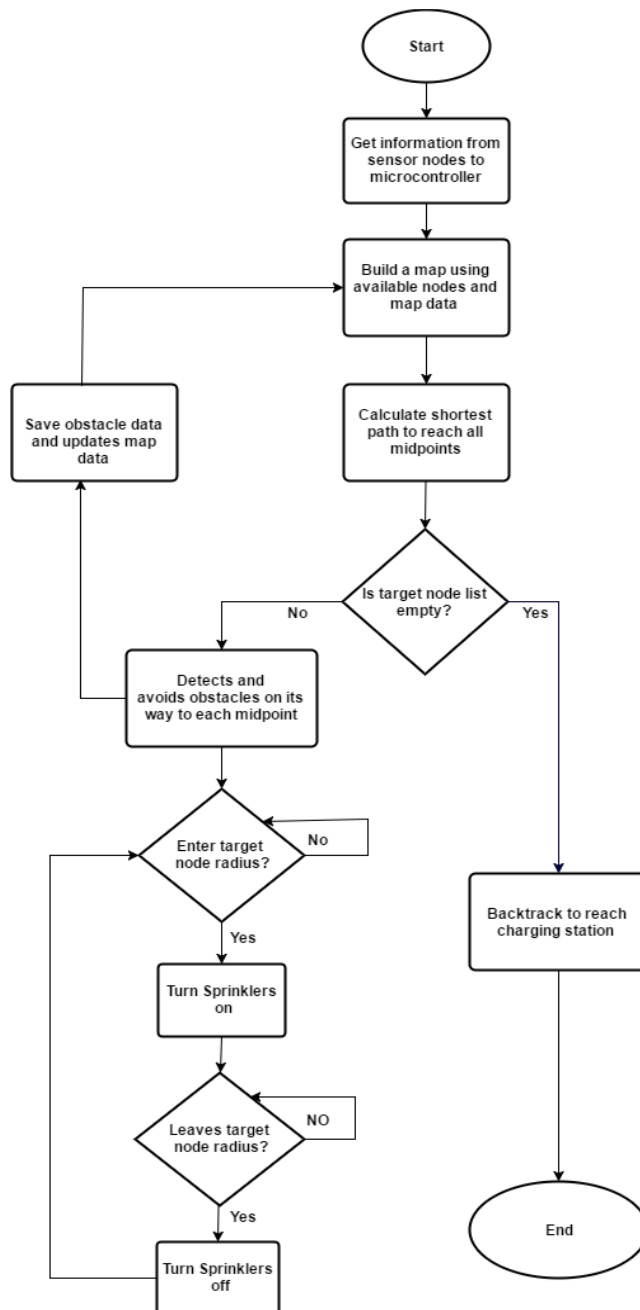 Start
Get information from
sensor nodes to
microcontroller
Build a map using
available nodes and
map data
Save obstacle data
and updates map
data
Calculate shortest
path to reach all
midpoints
Is target node list
empty?
No
Yes
Detects and
avoids obstacles on its
way to each midpoint
Enter target
node radius?
No
Yes
Backtrack to reach
charging station
Turn Sprinklers
on
Leaves target
node radius?
NO
Yes
End
Turn Sprinklers
off